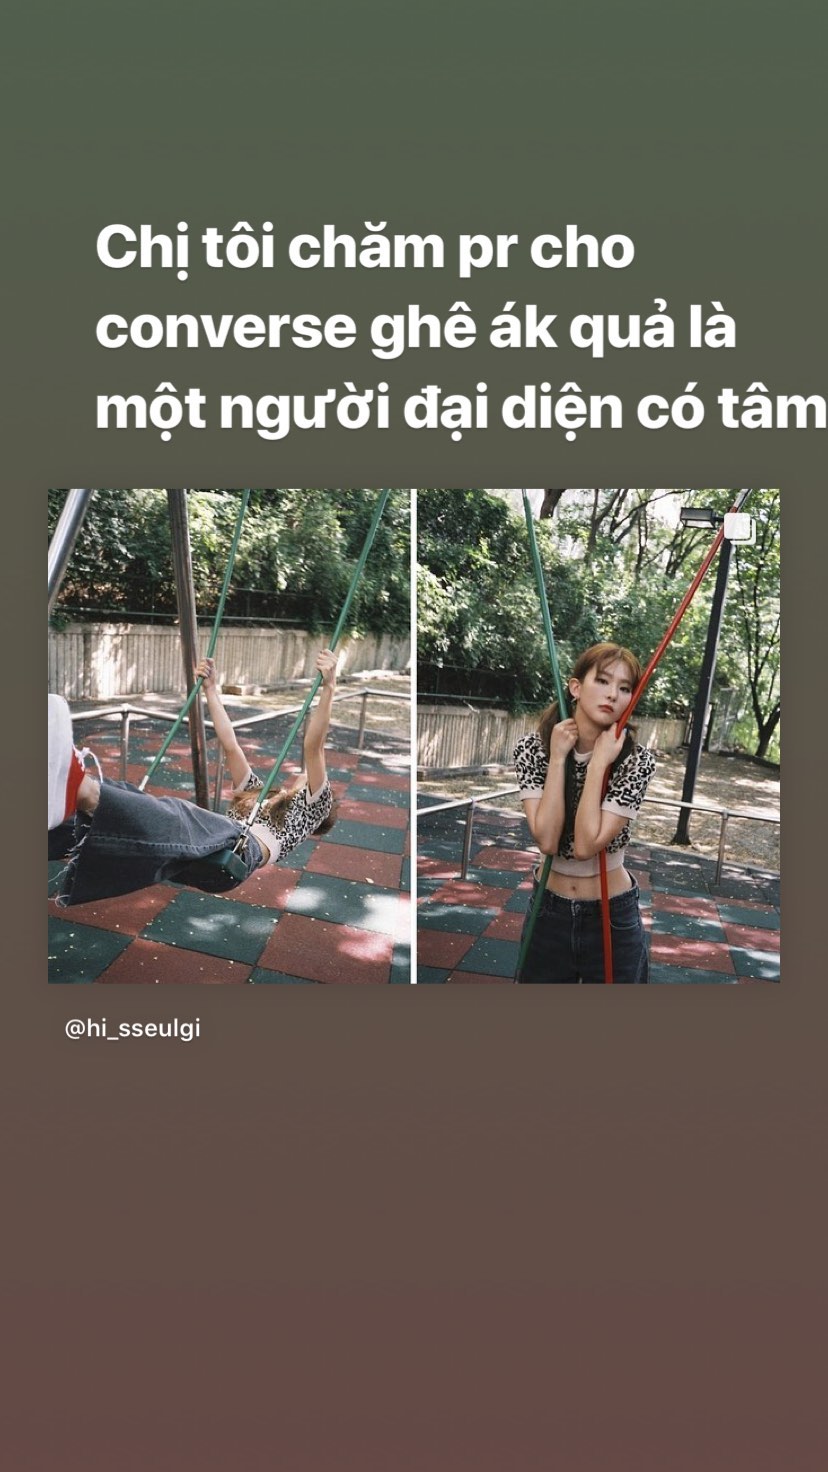 Chị tôi chăm pr cho
converse ghê ák quả là
một người đại diện có tâm
@hi_sseulgi